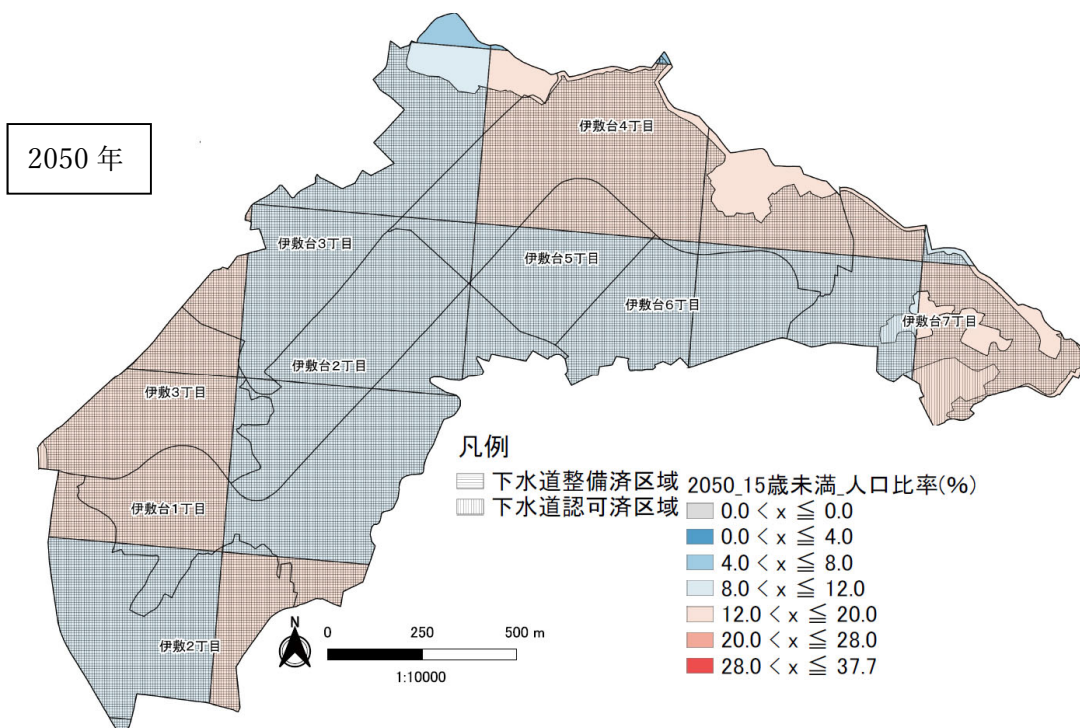 2050 年
伊敷台4丁目
伊敷台3丁目
伊敷台5丁目
伊敷台6丁目
伊敷台7丁目
伊敷台2丁目
伊敷3丁目
伊敷台1丁目
伊敷2丁目
凡例
下水道整備済区域
下水道認可済区域
2050_15歳未満_人口比率(%)
0.0 < x ≦ 0.0
0.0 < x ≦ 4.0
4.0 < x ≦ 8.0
8.0 < x ≦ 12.0
12.0 < x ≦ 20.0
20.0 < x ≦ 28.0
28.0 < x ≦ 37.7
N
0 250 500 m
1:10000